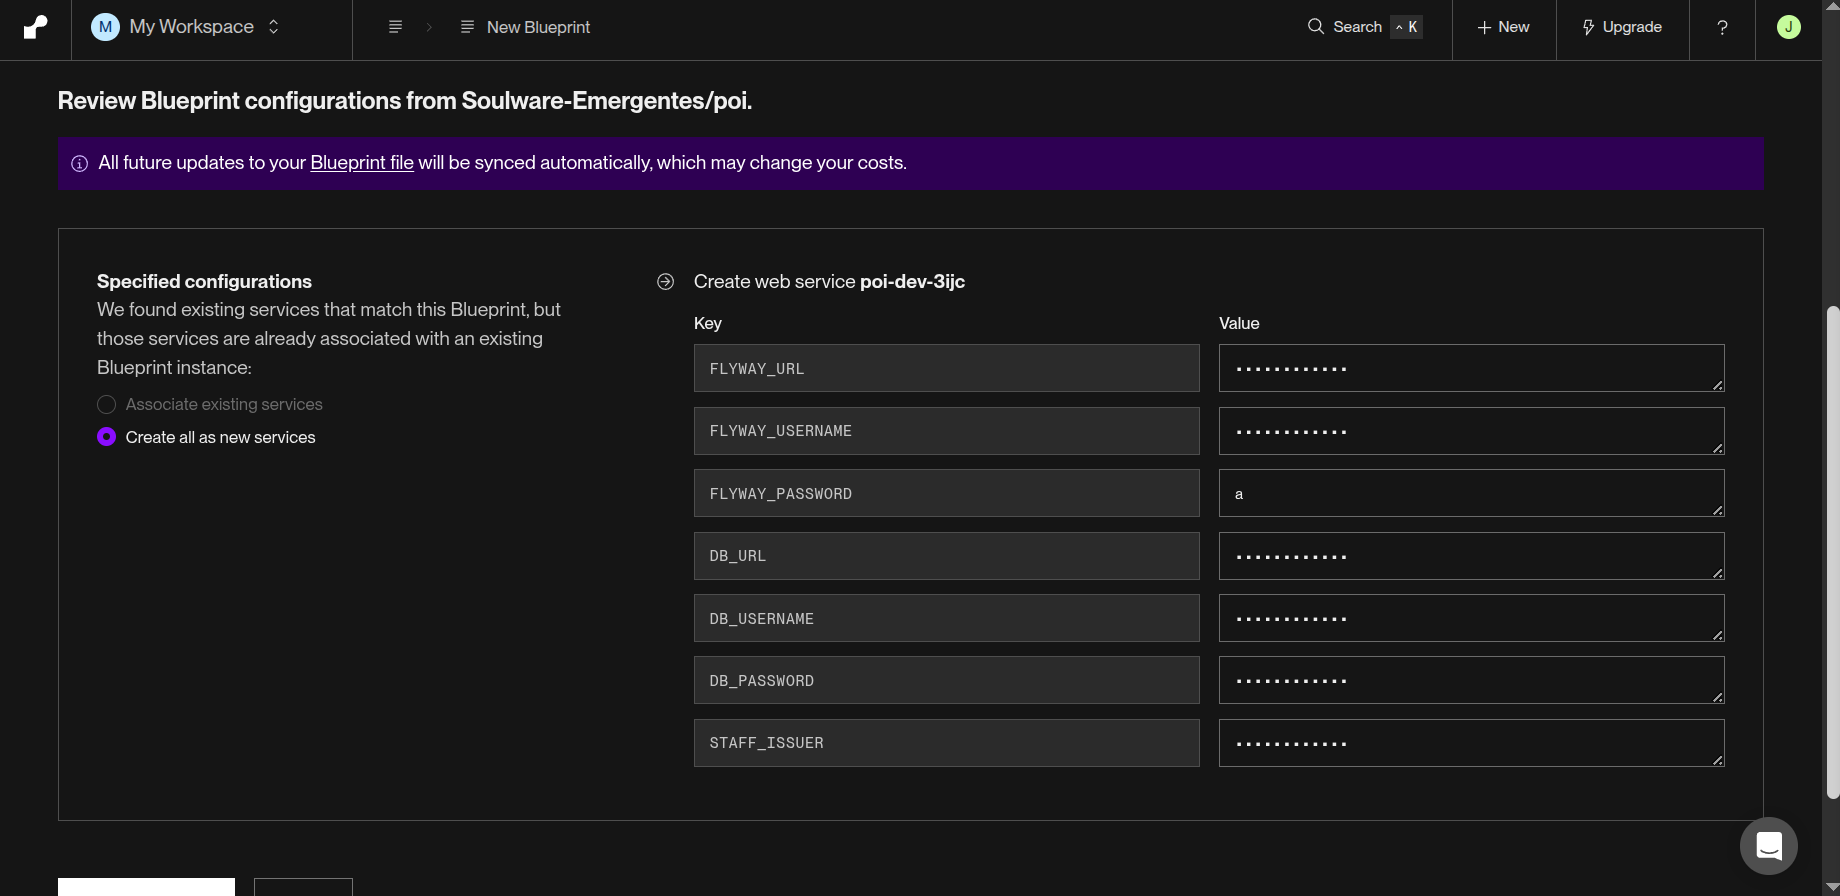 M My Workspace
New Blueprint
Search ^ K
+ New
Upgrade
?
J
Review Blueprint configurations from Soulware-Emergentes/poi.
All future updates to your Blueprint file will be synced automatically, which may change your costs.
Specified configurations
We found existing services that match this Blueprint, but
those services are already associated with an existing
Blueprint instance:
Associate existing services
Create all as new services
Create web service poi-dev-3ijc
Key Value
FLYWAY_URL ············
FLYWAY_USERNAME ············
FLYWAY_PASSWORD a
DB_URL ············
DB_USERNAME ············
DB_PASSWORD ············
STAFF_ISSUER ············